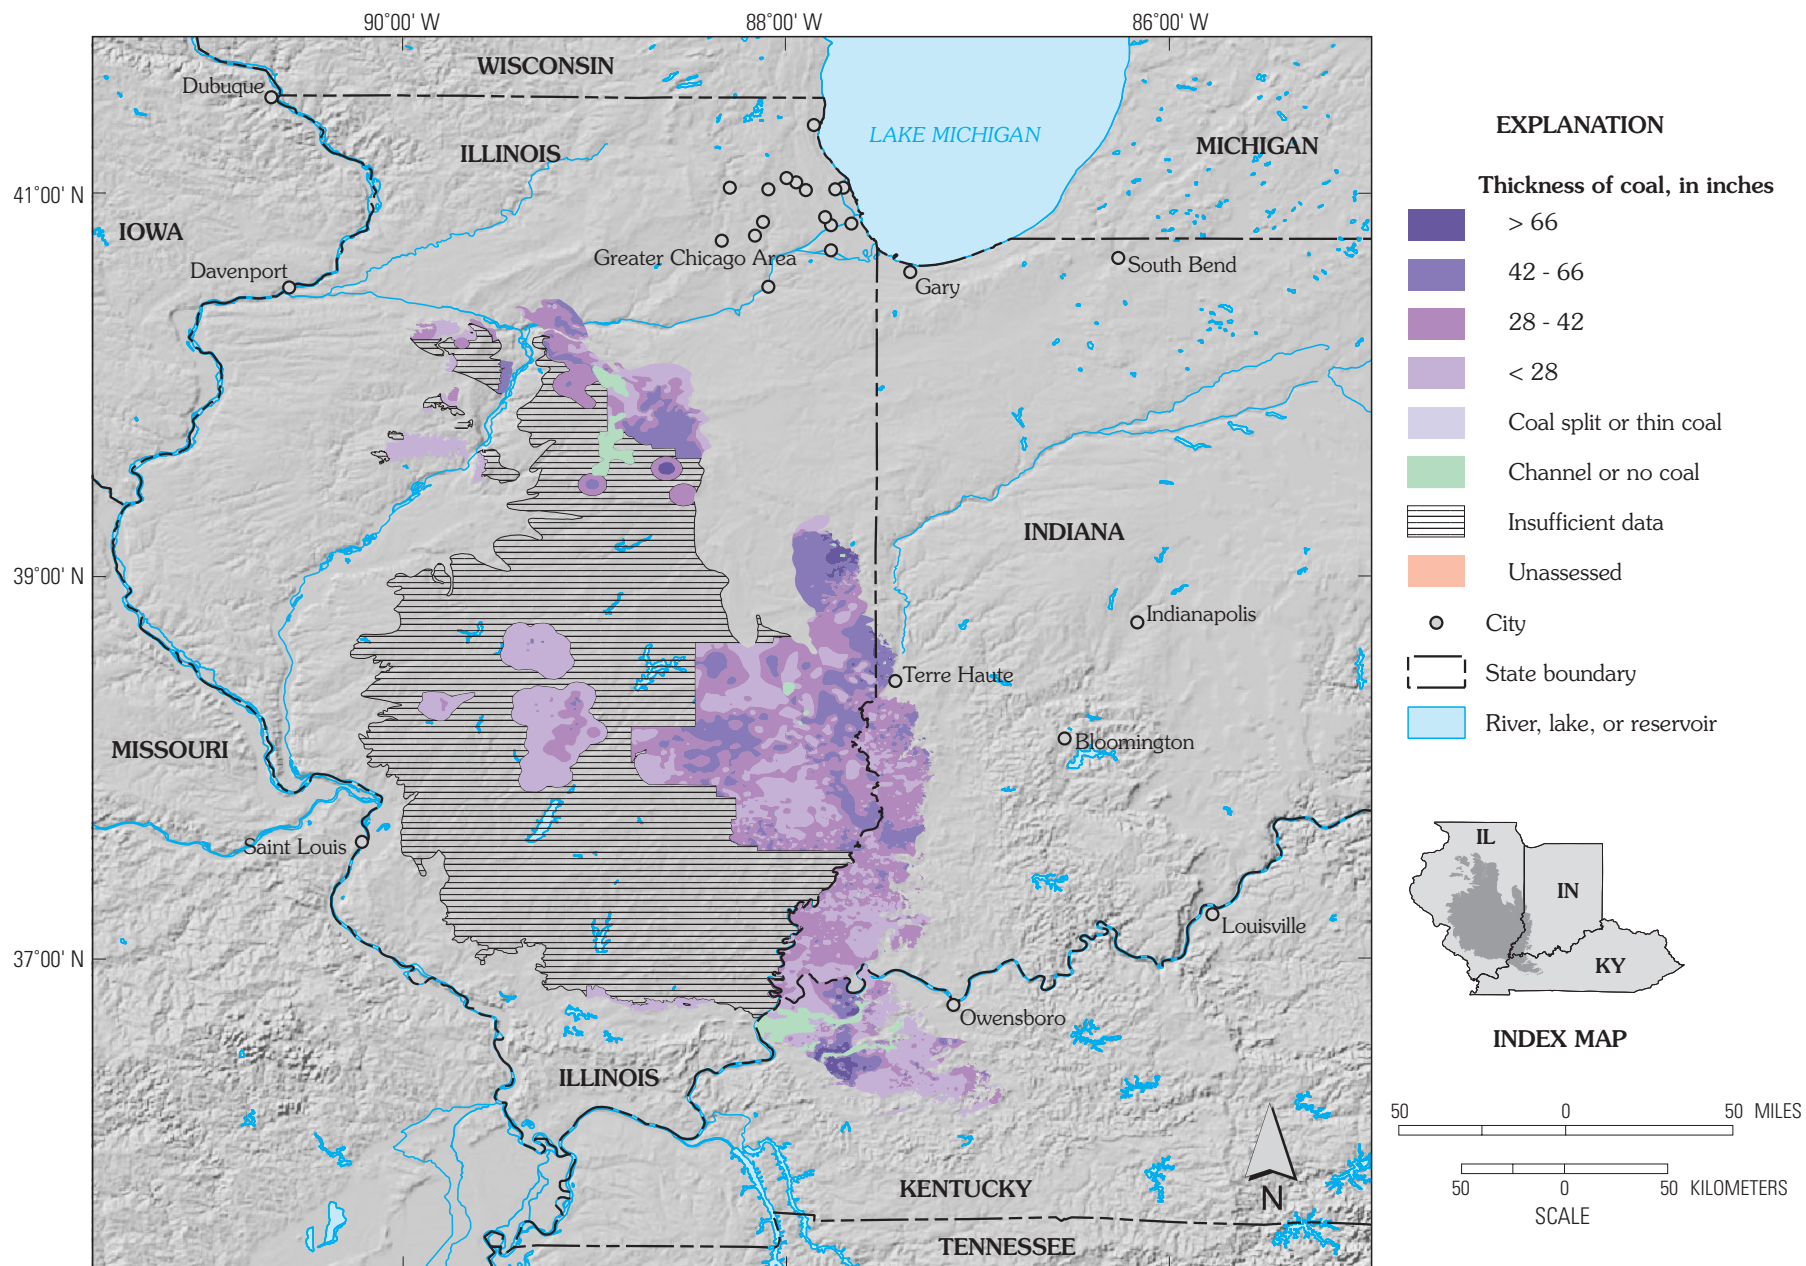 90°00' W
88°00' W
86°00' W
WISCONSIN
Dubuque
LAKE MICHIGAN
ILLINOIS
MICHIGAN
41°00' N
IOWA
Greater Chicago Area
South Bend
Davenport
Gary
INDIANA
39°00' N
Indianapolis
Terre Haute
MISSOURI
Bloomington
Saint Louis
Louisville
37°00' N
Owensboro
ILLINOIS
KENTUCKY
N
TENNESSEE
EXPLANATION
Thickness of coal, in inches
> 66
42 - 66
28 - 42
< 28
Coal split or thin coal
Channel or no coal
Insufficient data
Unassessed
City
State boundary
River, lake, or reservoir
IL
IN
KY
INDEX MAP
50 0 50 MILES
50 0 50 KILOMETERS
SCALE